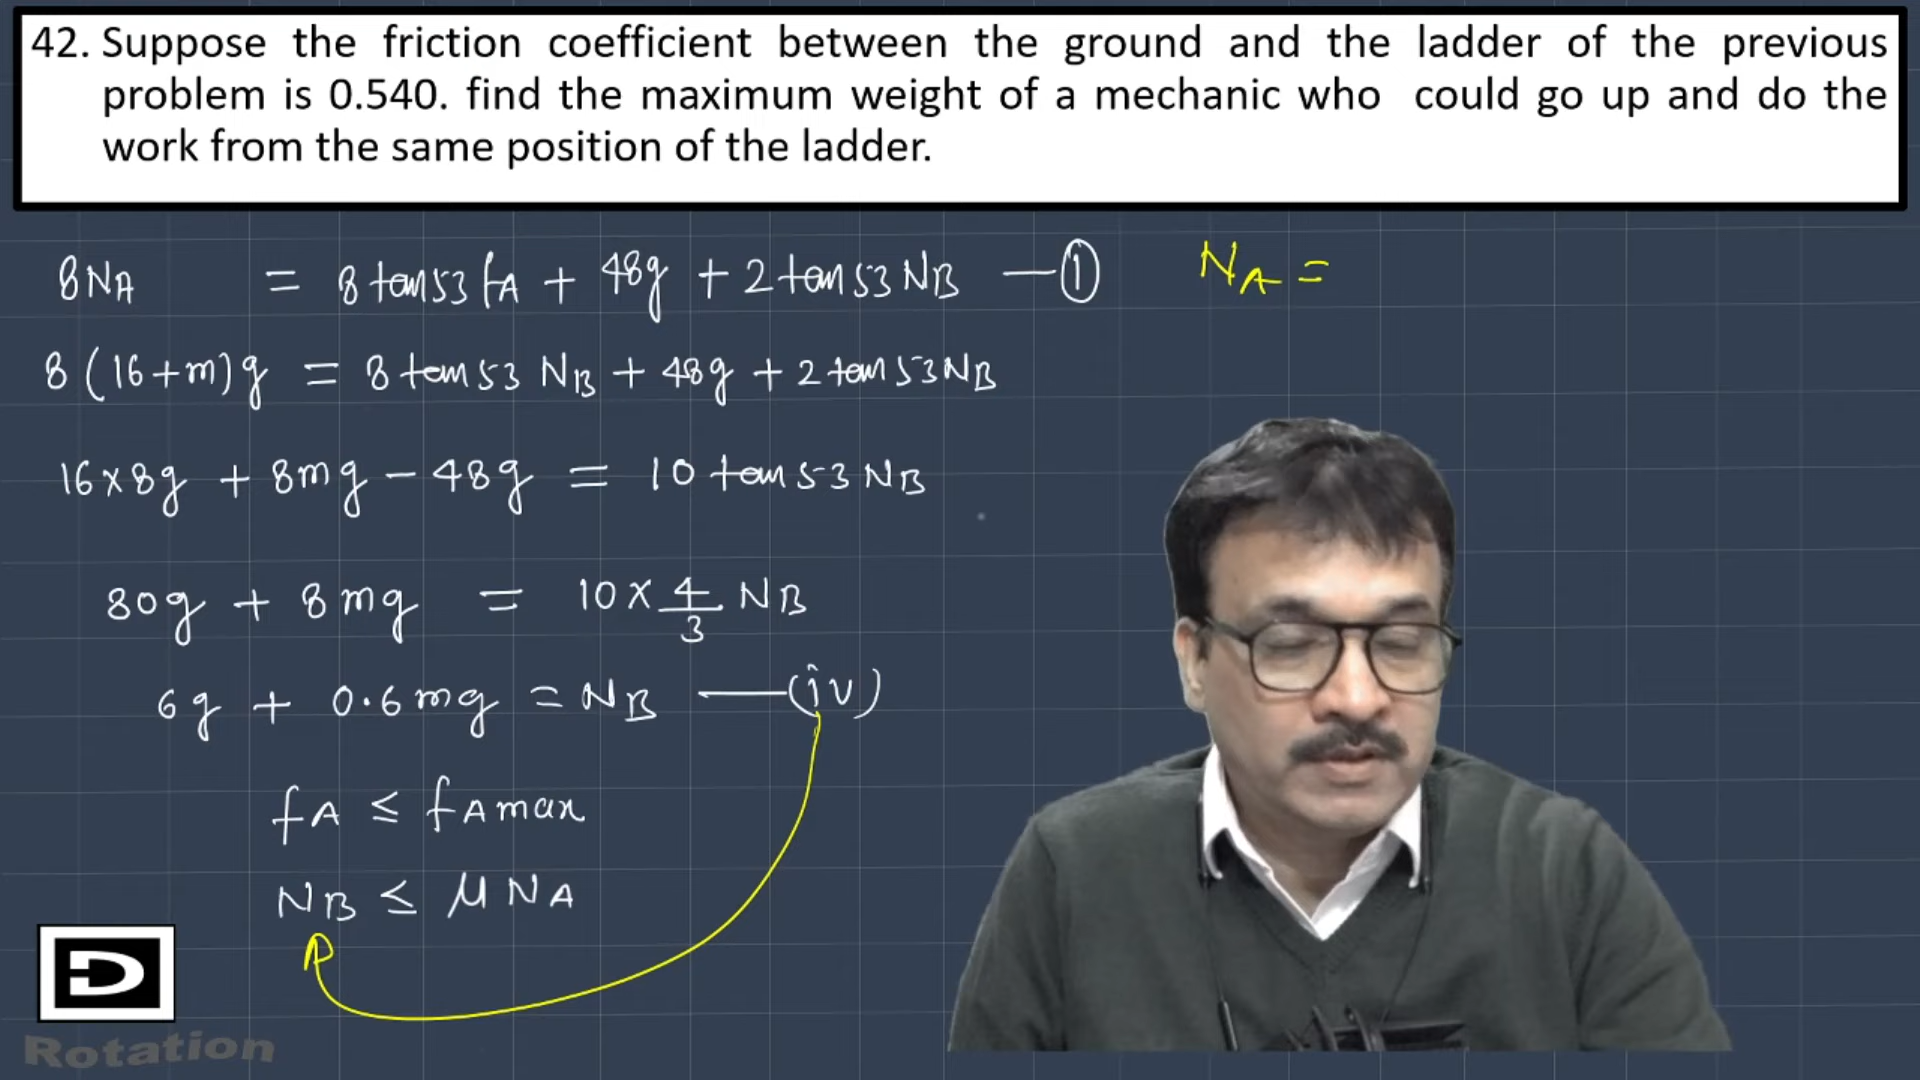 42. Suppose the friction coefficient between the ground and the ladder of the previous
problem is 0.540. find the maximum weight of a mechanic who could go up and do the
work from the same position of the ladder.
8NA = 8 tan53 fA + 48g + 2 tan53 NB — ①
NA =
8(16+m)g = 8 tan53 NB + 48g + 2 tan53 NB
16×8g + 8mg − 48g = 10 tan53 NB
80g + 8mg = 10 × 4/3 NB
6g + 0.6mg = NB — (iv)
fA ≤ fAmax
NB ≤ μ NA
D
Rotation